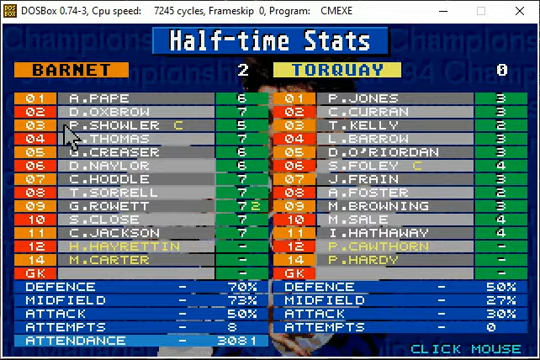 DOSBox 0.74-3, Cpu speed: 7245 cycles, Frameskip 0, Program: CMEXE
Half-time Stats
BARNET 2 TORQUAY 0
01 A.PAPE 6 01 P.JONES 3
02 D.OXBROW 7 02 C.CURRAN 3
03 P.SHOWLER C 5 03 T.KELLY 2
04 L.THOMAS 7 04 L.BARROW 3
05 G.CREASER 6 05 D.O'RIORDAN 3
06 D.NAYLOR 6 06 S.FOLEY C 4
07 C.HODDLE 7 07 J.FRAIN 3
08 T.SORRELL 7 08 A.FOSTER 2
09 G.ROWETT 7 2 09 M.BROWNING 3
10 S.CLOSE 7 10 M.SALE 4
11 C.JACKSON 7 11 I.HATHAWAY 4
12 H.HAYRETTIN - 12 P.CAWTHORN -
14 M.CARTER - 14 P.HARDY -
GK - GK -
DEFENCE - 70% DEFENCE - 50%
MIDFIELD - 73% MIDFIELD - 27%
ATTACK - 50% ATTACK - 30%
ATTEMPTS - 8 ATTEMPTS - 0
ATTENDANCE - 3081
CLICK MOUSE